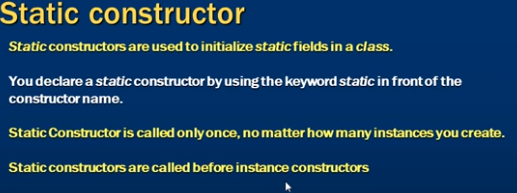 Static constructor
Static constructors are used to initialize static fields in a class.
You declare a static constructor by using the keyword static in front of the
constructor name.
Static Constructor is called only once, no matter how many instances you create.
Static constructors are called before instance constructors